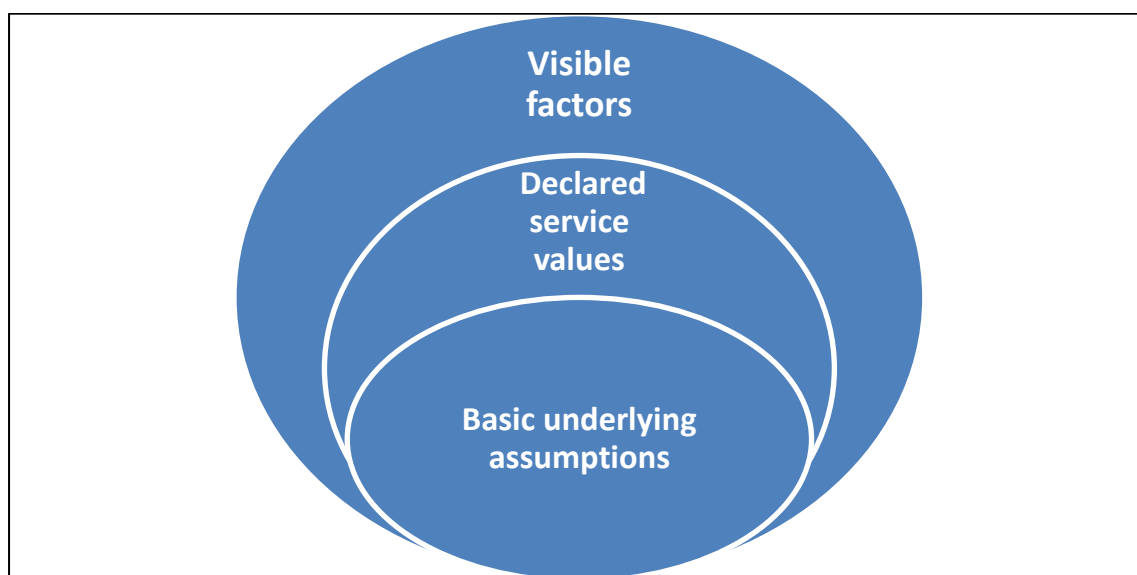 Visible
factors
Declared
service
values
Basic underlying
assumptions